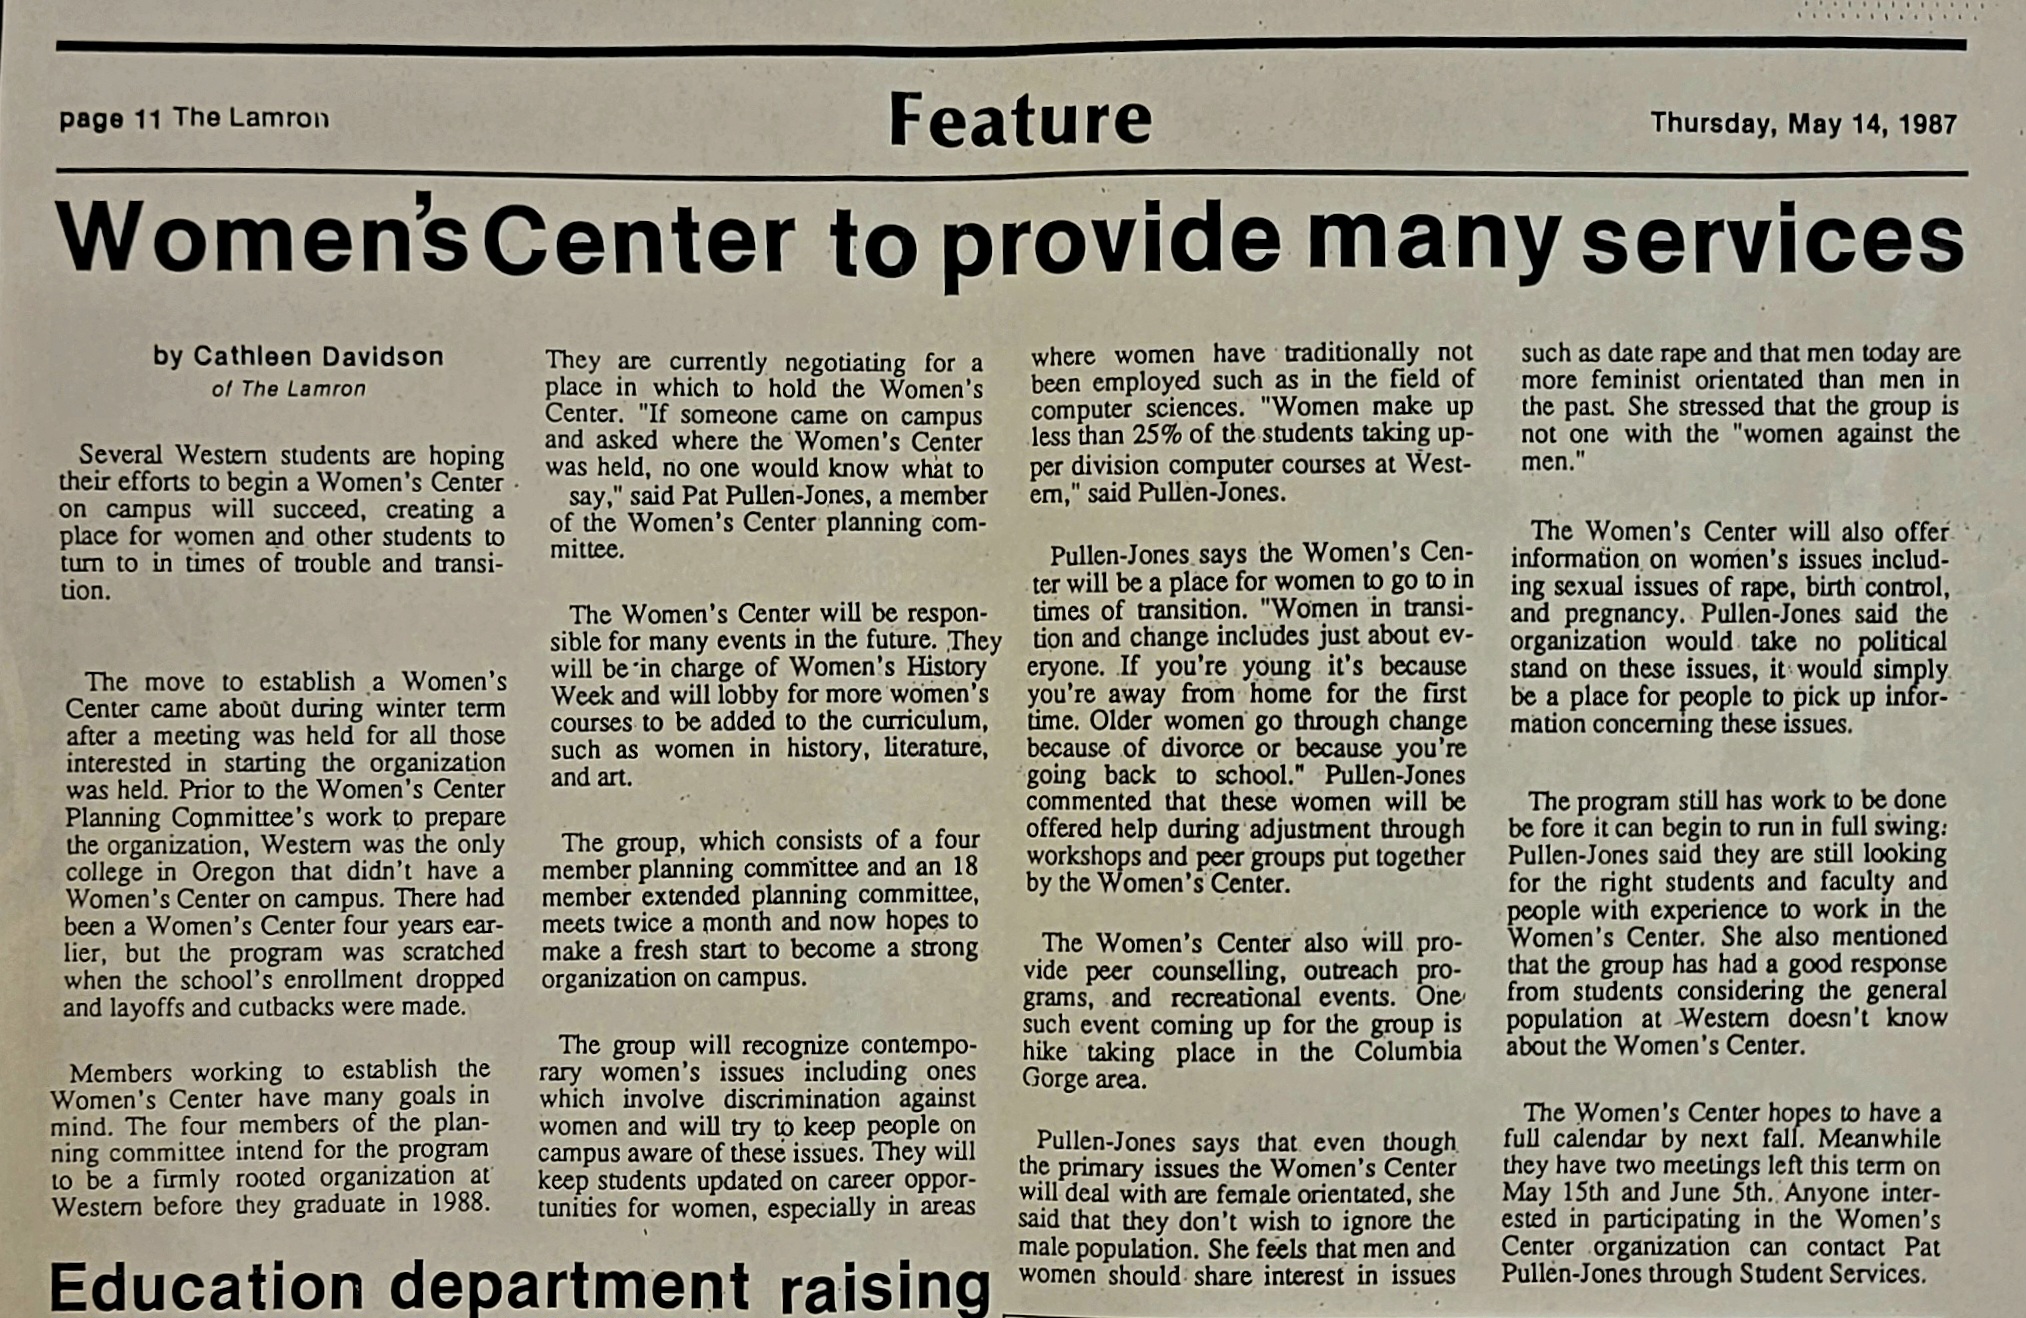 page 11 The Lamron
Feature
Thursday, May 14, 1987
Women's Center to provide many services
by Cathleen Davidson
of The Lamron
Several Western students are hoping
their efforts to begin a Women's Center
on campus will succeed, creating a
place for women and other students to
turn to in times of trouble and transi-
tion.
The move to establish a Women's
Center came about during winter term
after a meeting was held for all those
interested in starting the organization
was held. Prior to the Women's Center
Planning Committee's work to prepare
the organization, Western was the only
college in Oregon that didn't have a
Women's Center on campus. There had
been a Women's Center four years ear-
lier, but the program was scratched
when the school's enrollment dropped
and layoffs and cutbacks were made.
Members working to establish the
Women's Center have many goals in
mind. The four members of the plan-
ning committee intend for the program
to be a firmly rooted organization at
Western before they graduate in 1988.
They are currently negotiating for a
place in which to hold the Women's
Center. "If someone came on campus
and asked where the Women's Center
was held, no one would know what to
say," said Pat Pullen-Jones, a member
of the Women's Center planning com-
mittee.
The Women's Center will be respon-
sible for many events in the future. They
will be in charge of Women's History
Week and will lobby for more women's
courses to be added to the curriculum,
such as women in history, literature,
and art.
The group, which consists of a four
member planning committee and an 18
member extended planning committee,
meets twice a month and now hopes to
make a fresh start to become a strong
organization on campus.
The group will recognize contempo-
rary women's issues including ones
which involve discrimination against
women and will try to keep people on
campus aware of these issues. They will
keep students updated on career oppor-
tunities for women, especially in areas
where women have traditionally not
been employed such as in the field of
computer sciences. "Women make up
less than 25% of the students taking up-
per division computer courses at West-
ern," said Pullen-Jones.
Pullen-Jones says the Women's Cen-
ter will be a place for women to go to in
times of transition. "Women in transi-
tion and change includes just about ev-
eryone. If you're young it's because
you're away from home for the first
time. Older women go through change
because of divorce or because you're
going back to school." Pullen-Jones
commented that these women will be
offered help during adjustment through
workshops and peer groups put together
by the Women's Center.
The Women's Center also will pro-
vide peer counselling, outreach pro-
grams, and recreational events. One
such event coming up for the group is
hike taking place in the Columbia
Gorge area.
Pullen-Jones says that even though
the primary issues the Women's Center
will deal with are female orientated, she
said that they don't wish to ignore the
male population. She feels that men and
women should share interest in issues
such as date rape and that men today are
more feminist orientated than men in
the past. She stressed that the group is
not one with the "women against the
men."
The Women's Center will also offer
information on women's issues includ-
ing sexual issues of rape, birth control,
and pregnancy. Pullen-Jones said the
organization would take no political
stand on these issues, it would simply
be a place for people to pick up infor-
mation concerning these issues.
The program still has work to be done
be fore it can begin to run in full swing:
Pullen-Jones said they are still looking
for the right students and faculty and
people with experience to work in the
Women's Center. She also mentioned
that the group has had a good response
from students considering the general
population at Western doesn't know
about the Women's Center.
The Women's Center hopes to have a
full calendar by next fall. Meanwhile
they have two meetings left this term on
May 15th and June 5th. Anyone inter-
ested in participating in the Women's
Center organization can contact Pat
Pullen-Jones through Student Services.
Education department raising